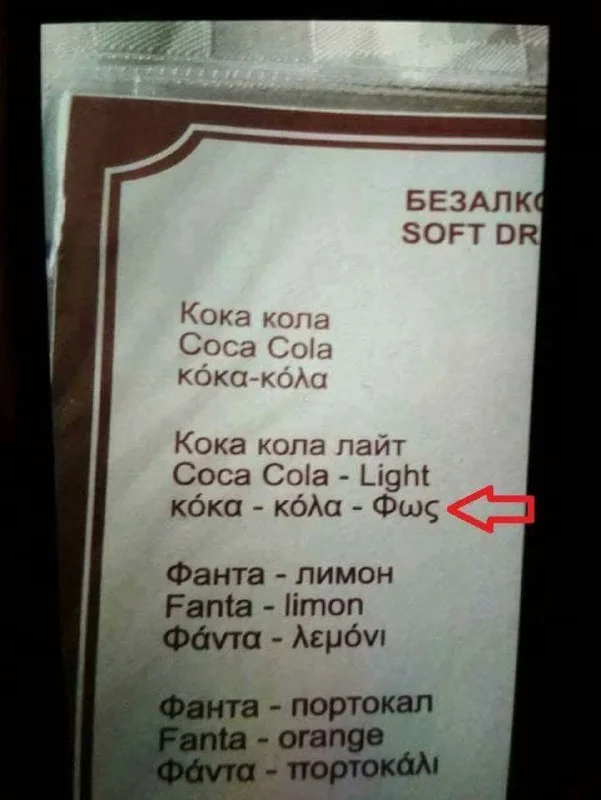 БЕЗАЛКО
SOFT DR
Кока кола
Coca Cola
κόκα-κόλα
Кока кола лайт
Coca Cola - Light
κόκα - κόλα - Φως
Фанта - лимон
Fanta - limon
Φάντα - λεμόνι
Фанта - портокал
Fanta - orange
Φάντα - πορτοκάλι